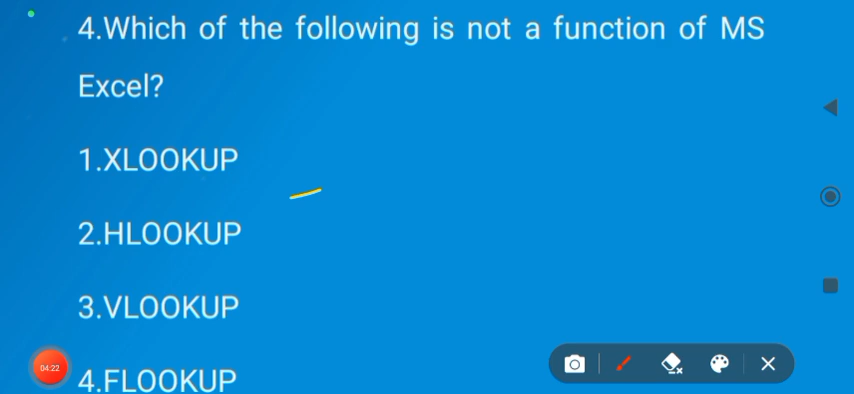 4.Which of the following is not a function of MS
Excel?
1.XLOOKUP
2.HLOOKUP
3.VLOOKUP
4.FLOOKUP
04:22